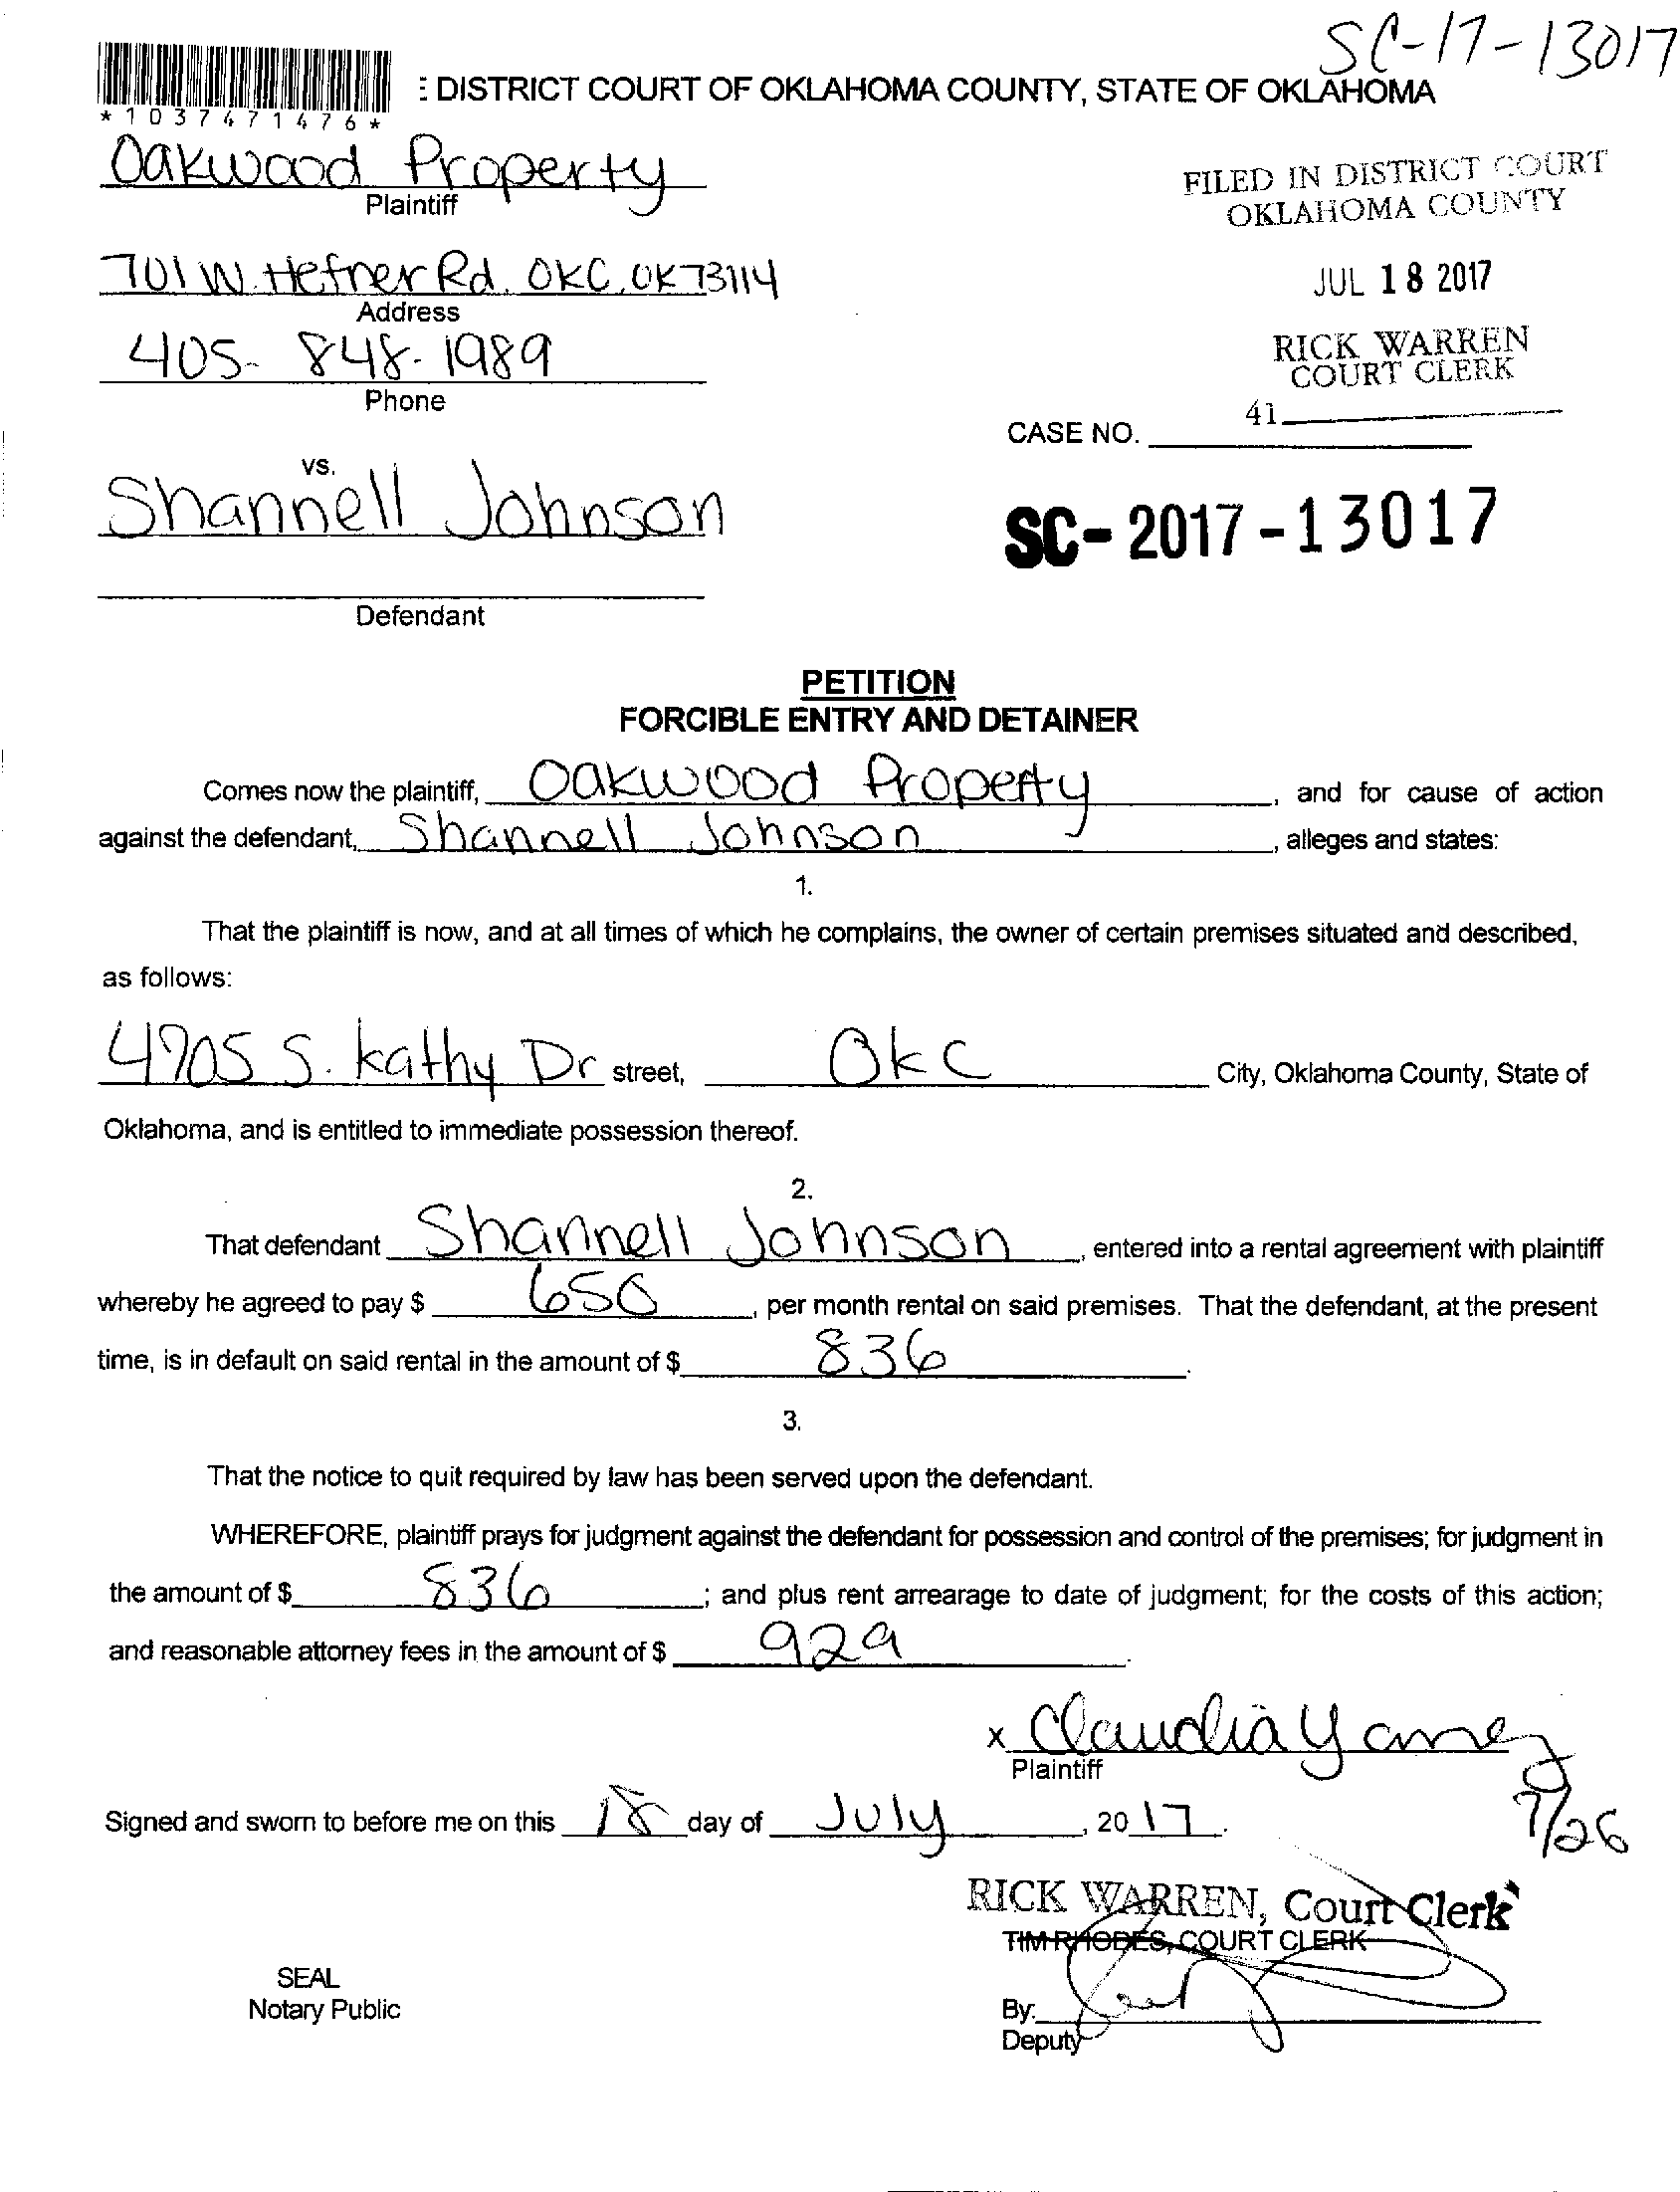 SC-17-13017
: DISTRICT COURT OF OKLAHOMA COUNTY, STATE OF OKLAHOMA
*1037471476*
Oakwood Property
Plaintiff
FILED IN DISTRICT COURT
OKLAHOMA COUNTY
701 W. Hefner Rd. OKC, OK 73114
Address
JUL 18 2017
405- 848-1989
Phone
RICK WARREN
COURT CLERK
41
CASE NO.
vs.
Shannell Johnson
SC-2017-13017
Defendant
PETITION
FORCIBLE ENTRY AND DETAINER
Comes now the plaintiff, Oakwood Property, and for cause of action
against the defendant, Shannell Johnson, alleges and states:
1.
That the plaintiff is now, and at all times of which he complains, the owner of certain premises situated and described,
as follows:
4705 S. Kathy Dr street, OKC City, Oklahoma County, State of
Oklahoma, and is entitled to immediate possession thereof.
2.
That defendant Shannell Johnson, entered into a rental agreement with plaintiff
whereby he agreed to pay $ 650, per month rental on said premises. That the defendant, at the present
time, is in default on said rental in the amount of $ 836.
3.
That the notice to quit required by law has been served upon the defendant.
WHEREFORE, plaintiff prays for judgment against the defendant for possession and control of the premises; for judgment in
the amount of $ 836; and plus rent arrearage to date of judgment; for the costs of this action;
and reasonable attorney fees in the amount of $ 929.
x Claudia Yamez
Plaintiff
Signed and sworn to before me on this 18 day of July, 2017.
7/26
RICK WARREN, Court Clerk
TIM RHODES, COURT CLERK
SEAL
Notary Public
By:
Deputy